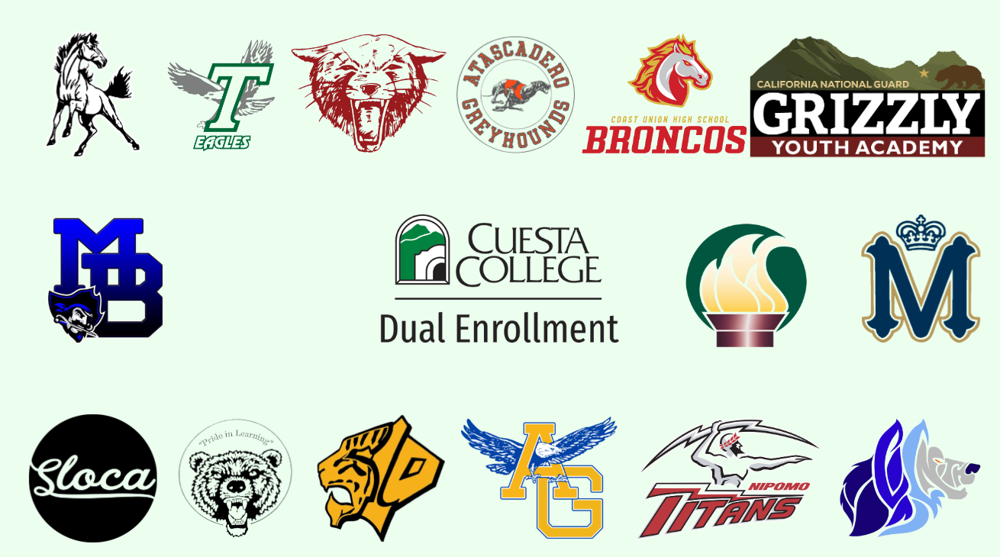 T
EAGLES
ATASCADERO
GREYHOUNDS
COAST UNION HIGH SCHOOL
BRONCOS
CALIFORNIA NATIONAL GUARD
GRIZZLY
YOUTH ACADEMY
MB
CUESTA
COLLEGE
Dual Enrollment
M
Sloca
"Pride in Learning"
AG
NIPOMO
TITANS